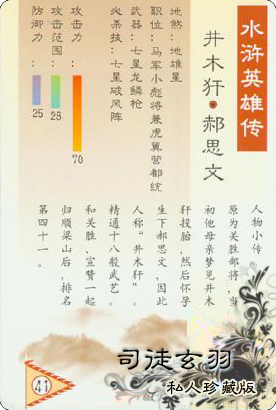 水浒英雄传
井木犴·郝思文
地煞：地雄星
职位：马军小彪将兼虎翼营都统
武器：七星龙鳞枪
必杀技：七星破风阵
攻击力：
70
攻击范围：
28
防御力：
25
人物小传
原为关胜部将，当
初他母亲梦见井木
犴投胎，然后怀孕
生下郝思文，因此
人称“井木犴”。
精通十八般武艺。
和关胜、宣赞一起
归顺梁山后，排名
第四十一。
41
司徒玄羽
私人珍藏版